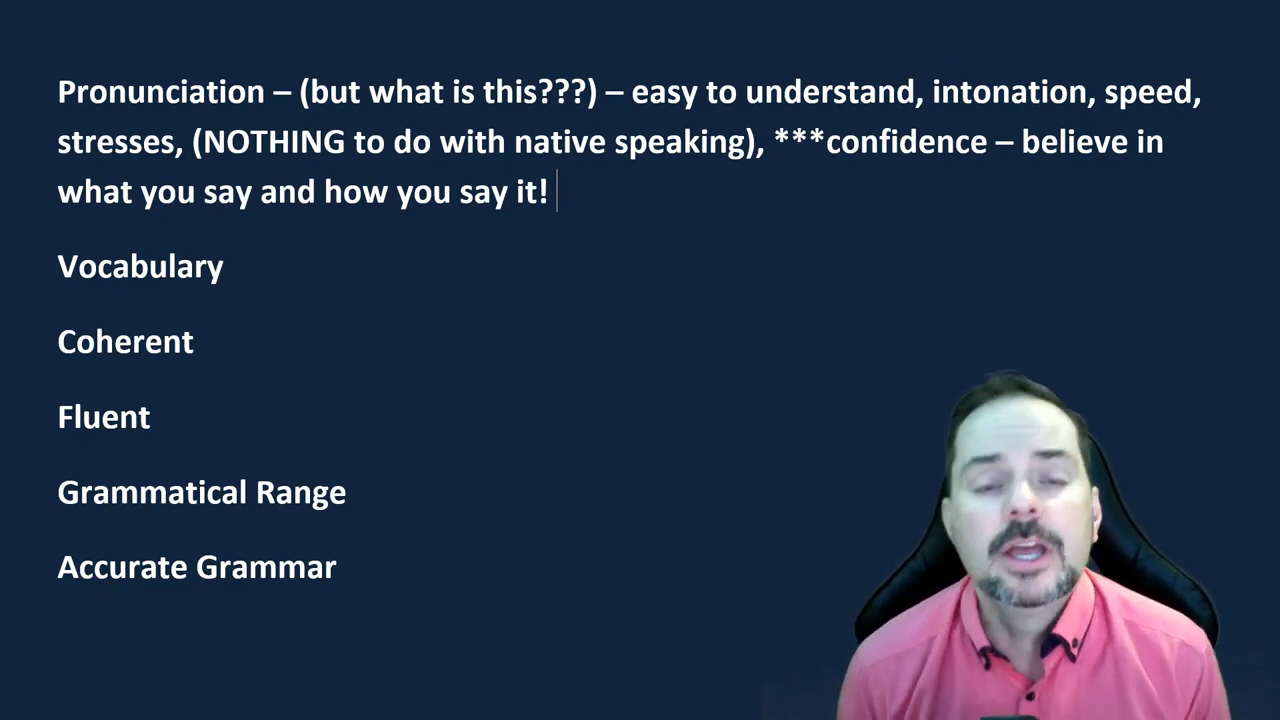 Pronunciation – (but what is this???) – easy to understand, intonation, speed,
stresses, (NOTHING to do with native speaking), ***confidence – believe in
what you say and how you say it!
Vocabulary
Coherent
Fluent
Grammatical Range
Accurate Grammar